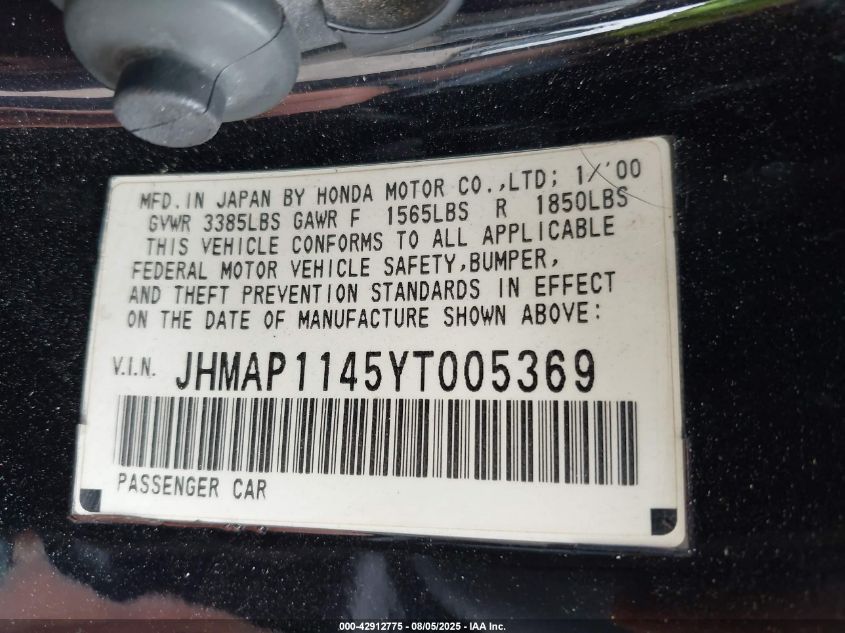 MFD.IN JAPAN BY HONDA MOTOR CO.,LTD; 1/'00
GVWR 3385LBS GAWR F 1565LBS R 1850LBS
THIS VEHICLE CONFORMS TO ALL APPLICABLE
FEDERAL MOTOR VEHICLE SAFETY,BUMPER,
AND THEFT PREVENTION STANDARDS IN EFFECT
ON THE DATE OF MANUFACTURE SHOWN ABOVE:
V.I.N. JHMAP1145YT005369
PASSENGER CAR
000-42912775 - 08/05/2025 - IAA Inc.